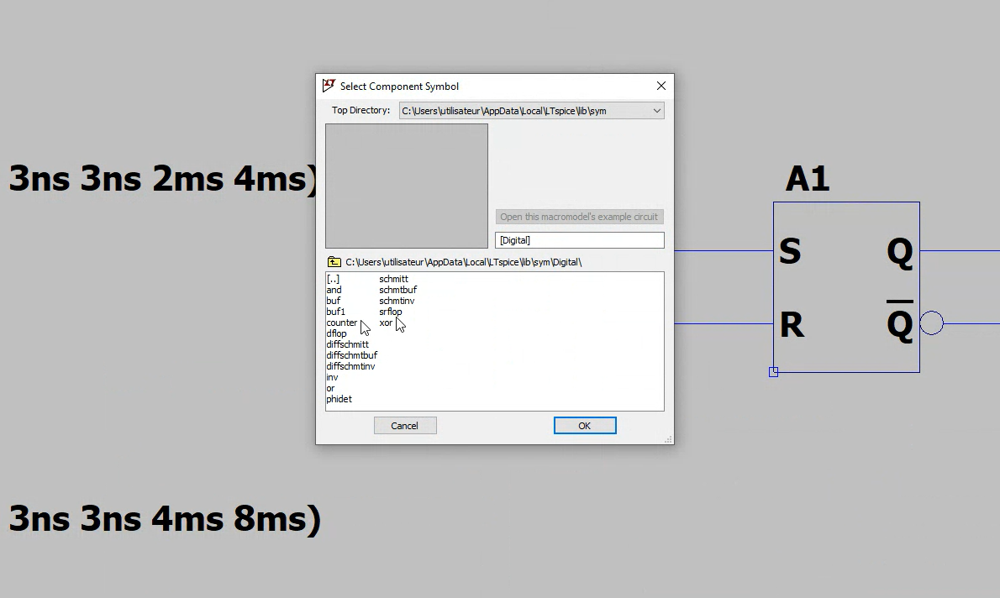 Select Component Symbol
Top Directory: C:\Users\utilisateur\AppData\Local\LTspice\lib\sym
3ns 3ns 2ms 4ms)
A1
Open this macromodel's example circuit
[Digital]
S Q
C:\Users\utilisateur\AppData\Local\LTspice\lib\sym\Digital\
[..] schmitt
and schmtbuf
buf schmtinv
buf1 srflop
counter xor
dflop
diffschmitt
diffschmtbuf
diffschmtinv
inv
or
phidet
R Q̅
Cancel OK
3ns 3ns 4ms 8ms)